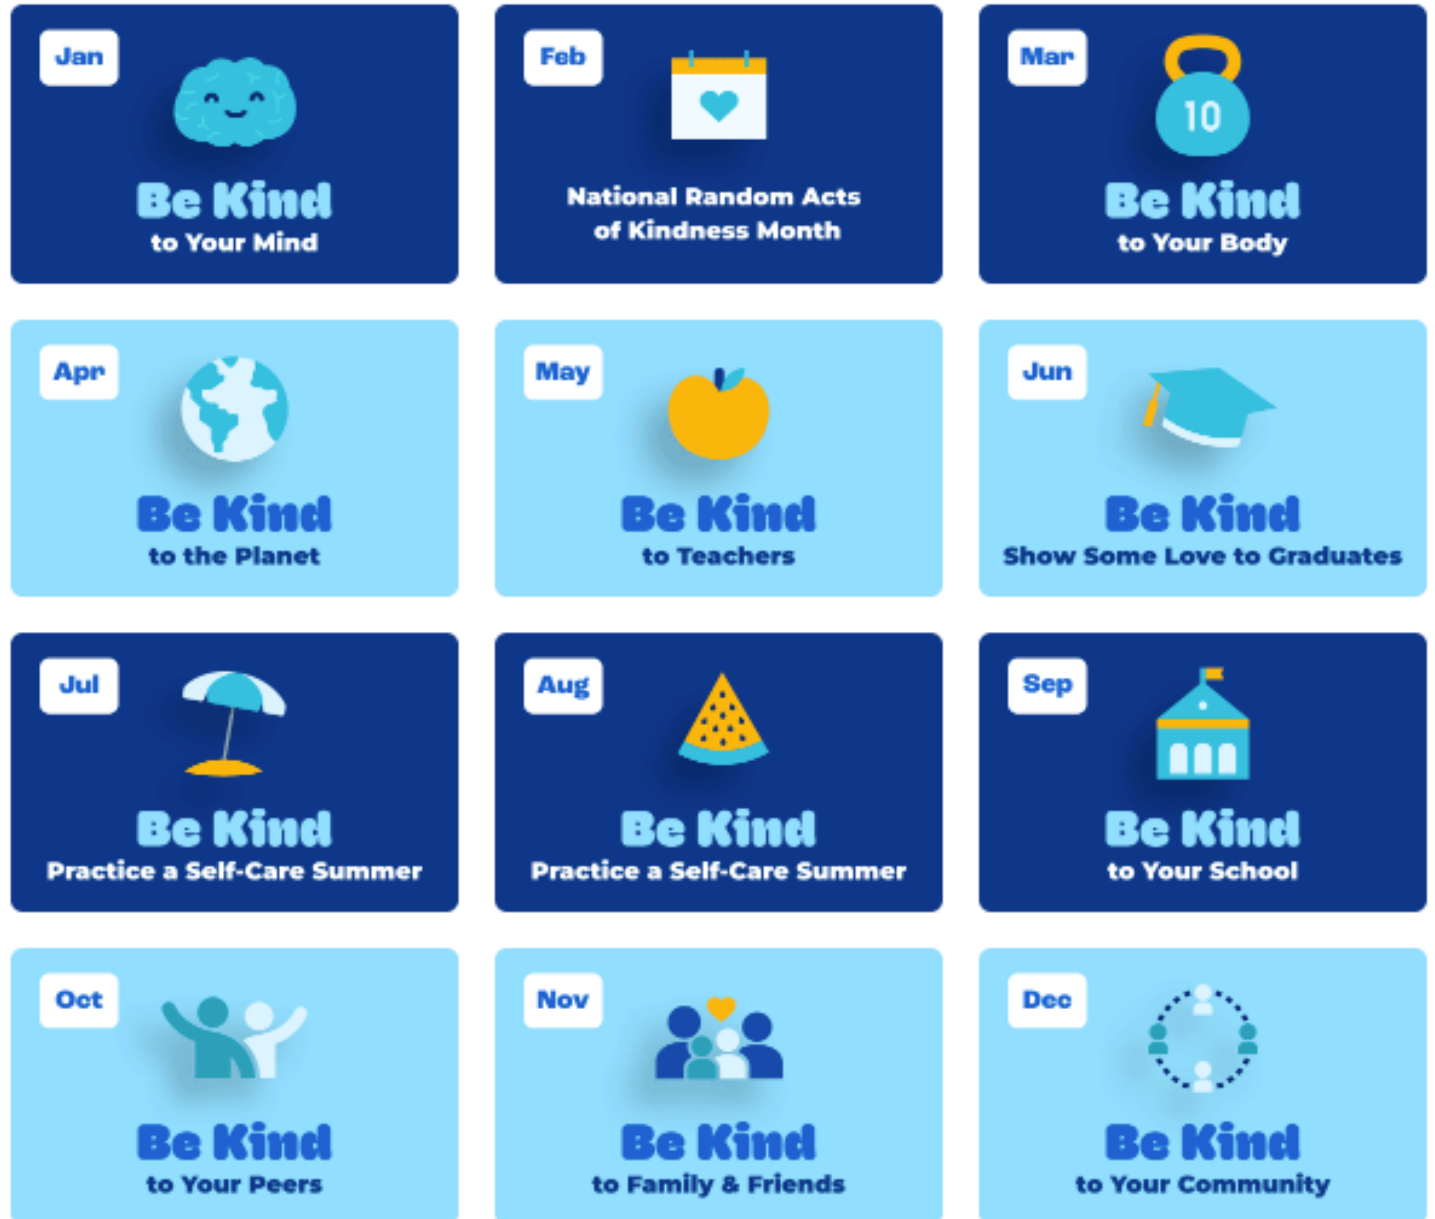 Jan
Be Kind
to Your Mind
Feb
National Random Acts
of Kindness Month
Mar
10
Be Kind
to Your Body
Apr
Be Kind
to the Planet
May
Be Kind
to Teachers
Jun
Be Kind
Show Some Love to Graduates
Jul
Be Kind
Practice a Self-Care Summer
Aug
Be Kind
Practice a Self-Care Summer
Sep
Be Kind
to Your School
Oct
Be Kind
to Your Peers
Nov
Be Kind
to Family & Friends
Dec
Be Kind
to Your Community